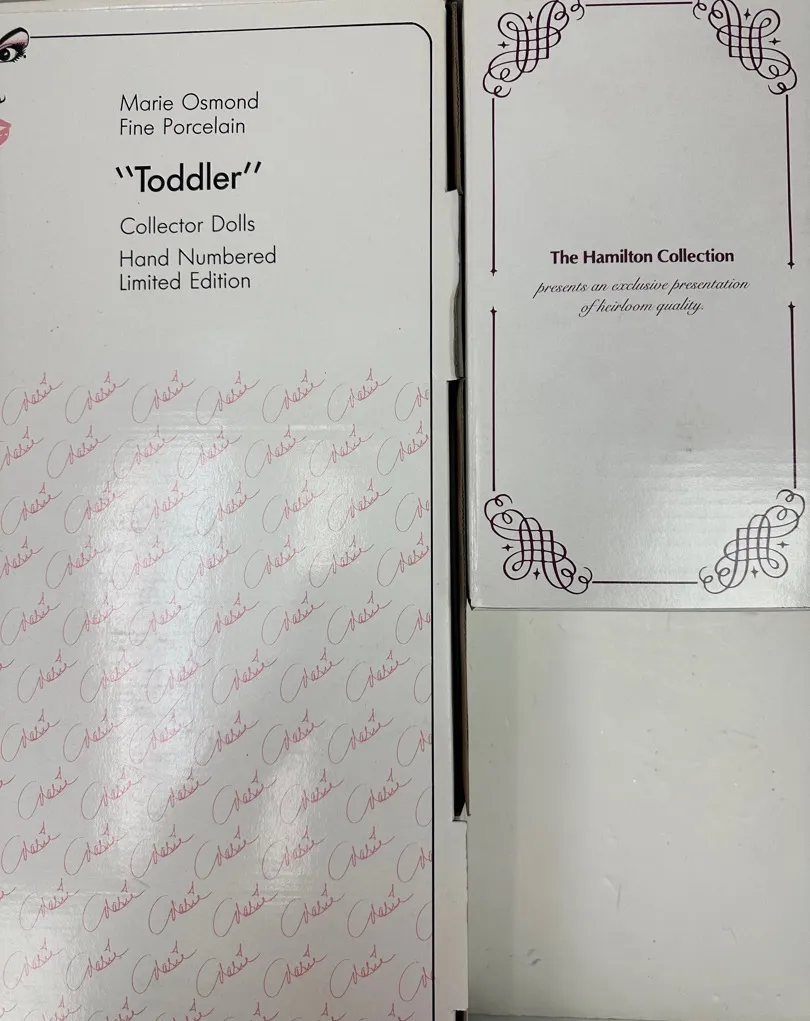 Marie Osmond
Fine Porcelain
"Toddler"
Collector Dolls
Hand Numbered
Limited Edition
The Hamilton Collection
presents an exclusive presentation
of heirloom quality.